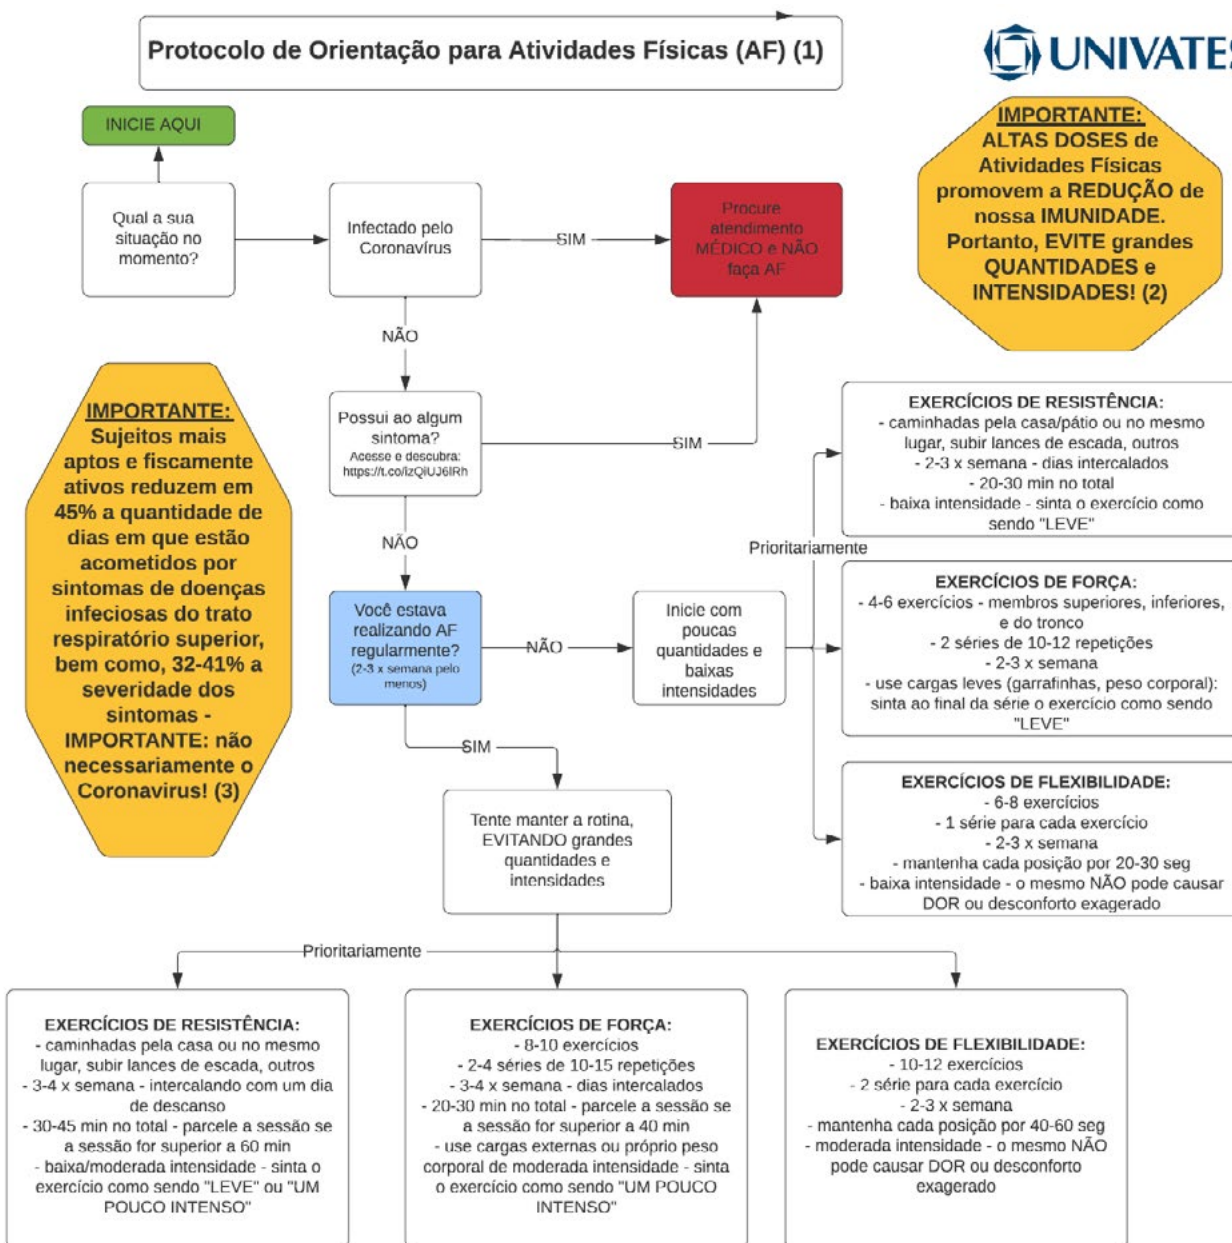 Protocolo de Orientação para Atividades Físicas (AF) (1)
UNIVATES
INICIE AQUI
IMPORTANTE:
ALTAS DOSES de
Atividades Físicas
promovem a REDUÇÃO de
nossa IMUNIDADE.
Portanto, EVITE grandes
QUANTIDADES e
INTENSIDADES! (2)
Qual a sua
situação no
momento?
Infectado pelo
Coronavírus
SIM
Procure
atendimento
MÉDICO e NÃO
faça AF
NÃO
Possui ao algum
sintoma?
Acesse e descubra:
https://t.co/IzQiUJ6lRh
SIM
IMPORTANTE:
Sujeitos mais
aptos e fiscamente
ativos reduzem em
45% a quantidade de
dias em que estão
acometidos por
sintomas de doenças
infeciosas do trato
respiratório superior,
bem como, 32-41% a
severidade dos
sintomas -
IMPORTANTE: não
necessariamente o
Coronavirus! (3)
NÃO
Você estava
realizando AF
regularmente?
(2-3 x semana pelo
menos)
NÃO
Inicie com
poucas
quantidades e
baixas
intensidades
Prioritariamente
EXERCÍCIOS DE RESISTÊNCIA:
- caminhadas pela casa/pátio ou no mesmo
lugar, subir lances de escada, outros
- 2-3 x semana - dias intercalados
- 20-30 min no total
- baixa intensidade - sinta o exercício como
sendo "LEVE"
EXERCÍCIOS DE FORÇA:
- 4-6 exercícios - membros superiores, inferiores,
e do tronco
- 2 séries de 10-12 repetições
- 2-3 x semana
- use cargas leves (garrafinhas, peso corporal):
sinta ao final da série o exercício como sendo
"LEVE"
EXERCÍCIOS DE FLEXIBILIDADE:
- 6-8 exercícios
- 1 série para cada exercício
- 2-3 x semana
- mantenha cada posição por 20-30 seg
- baixa intensidade - o mesmo NÃO pode causar
DOR ou desconforto exagerado
SIM
Tente manter a rotina,
EVITANDO grandes
quantidades e
intensidades
Prioritariamente
EXERCÍCIOS DE RESISTÊNCIA:
- caminhadas pela casa ou no mesmo
lugar, subir lances de escada, outros
- 3-4 x semana - intercalando com um dia
de descanso
- 30-45 min no total - parcele a sessão se
a sessão for superior a 60 min
- baixa/moderada intensidade - sinta o
exercício como sendo "LEVE" ou "UM
POUCO INTENSO"
EXERCÍCIOS DE FORÇA:
- 8-10 exercícios
- 2-4 séries de 10-15 repetições
- 3-4 x semana - dias intercalados
- 20-30 min no total - parcele a sessão se
a sessão for superior a 40 min
- use cargas externas ou próprio peso
corporal de moderada intensidade - sinta
o exercício como sendo "UM POUCO
INTENSO"
EXERCÍCIOS DE FLEXIBILIDADE:
- 10-12 exercícios
- 2 série para cada exercício
- 2-3 x semana
- mantenha cada posição por 40-60 seg
- moderada intensidade - o mesmo NÃO
pode causar DOR ou desconforto
exagerado